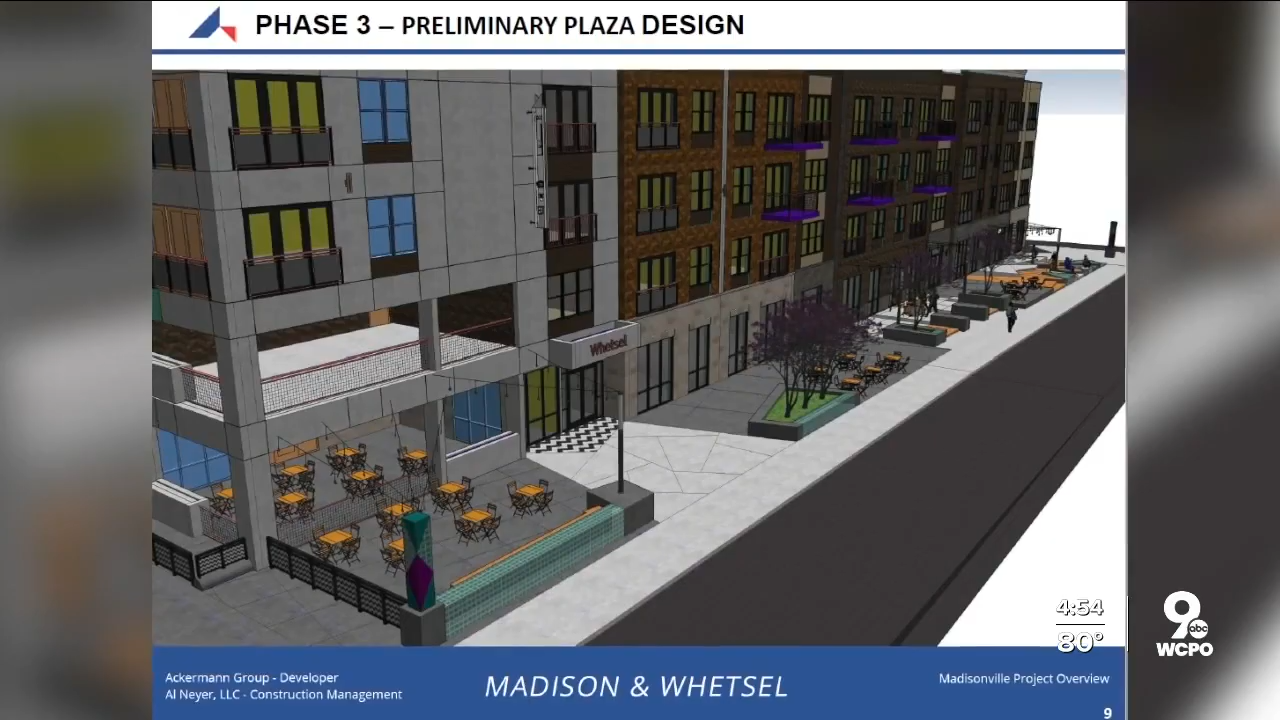 PHASE 3 – PRELIMINARY PLAZA DESIGN
Whetsel
4:54
80°
9
abc
WCPO
Ackermann Group - Developer
Al Neyer, LLC - Construction Management
MADISON & WHETSEL
Madisonville Project Overview
9